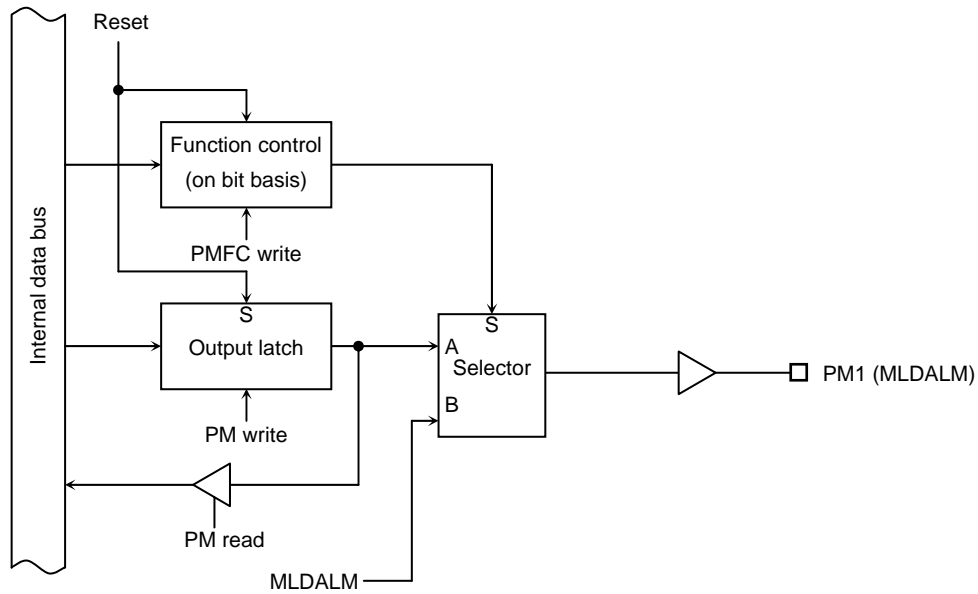 Reset
Internal data bus
Function control
(on bit basis)
PMFC write
S
Output latch
PM write
PM read
S
A
Selector
B
MLDALM
PM1 (MLDALM)